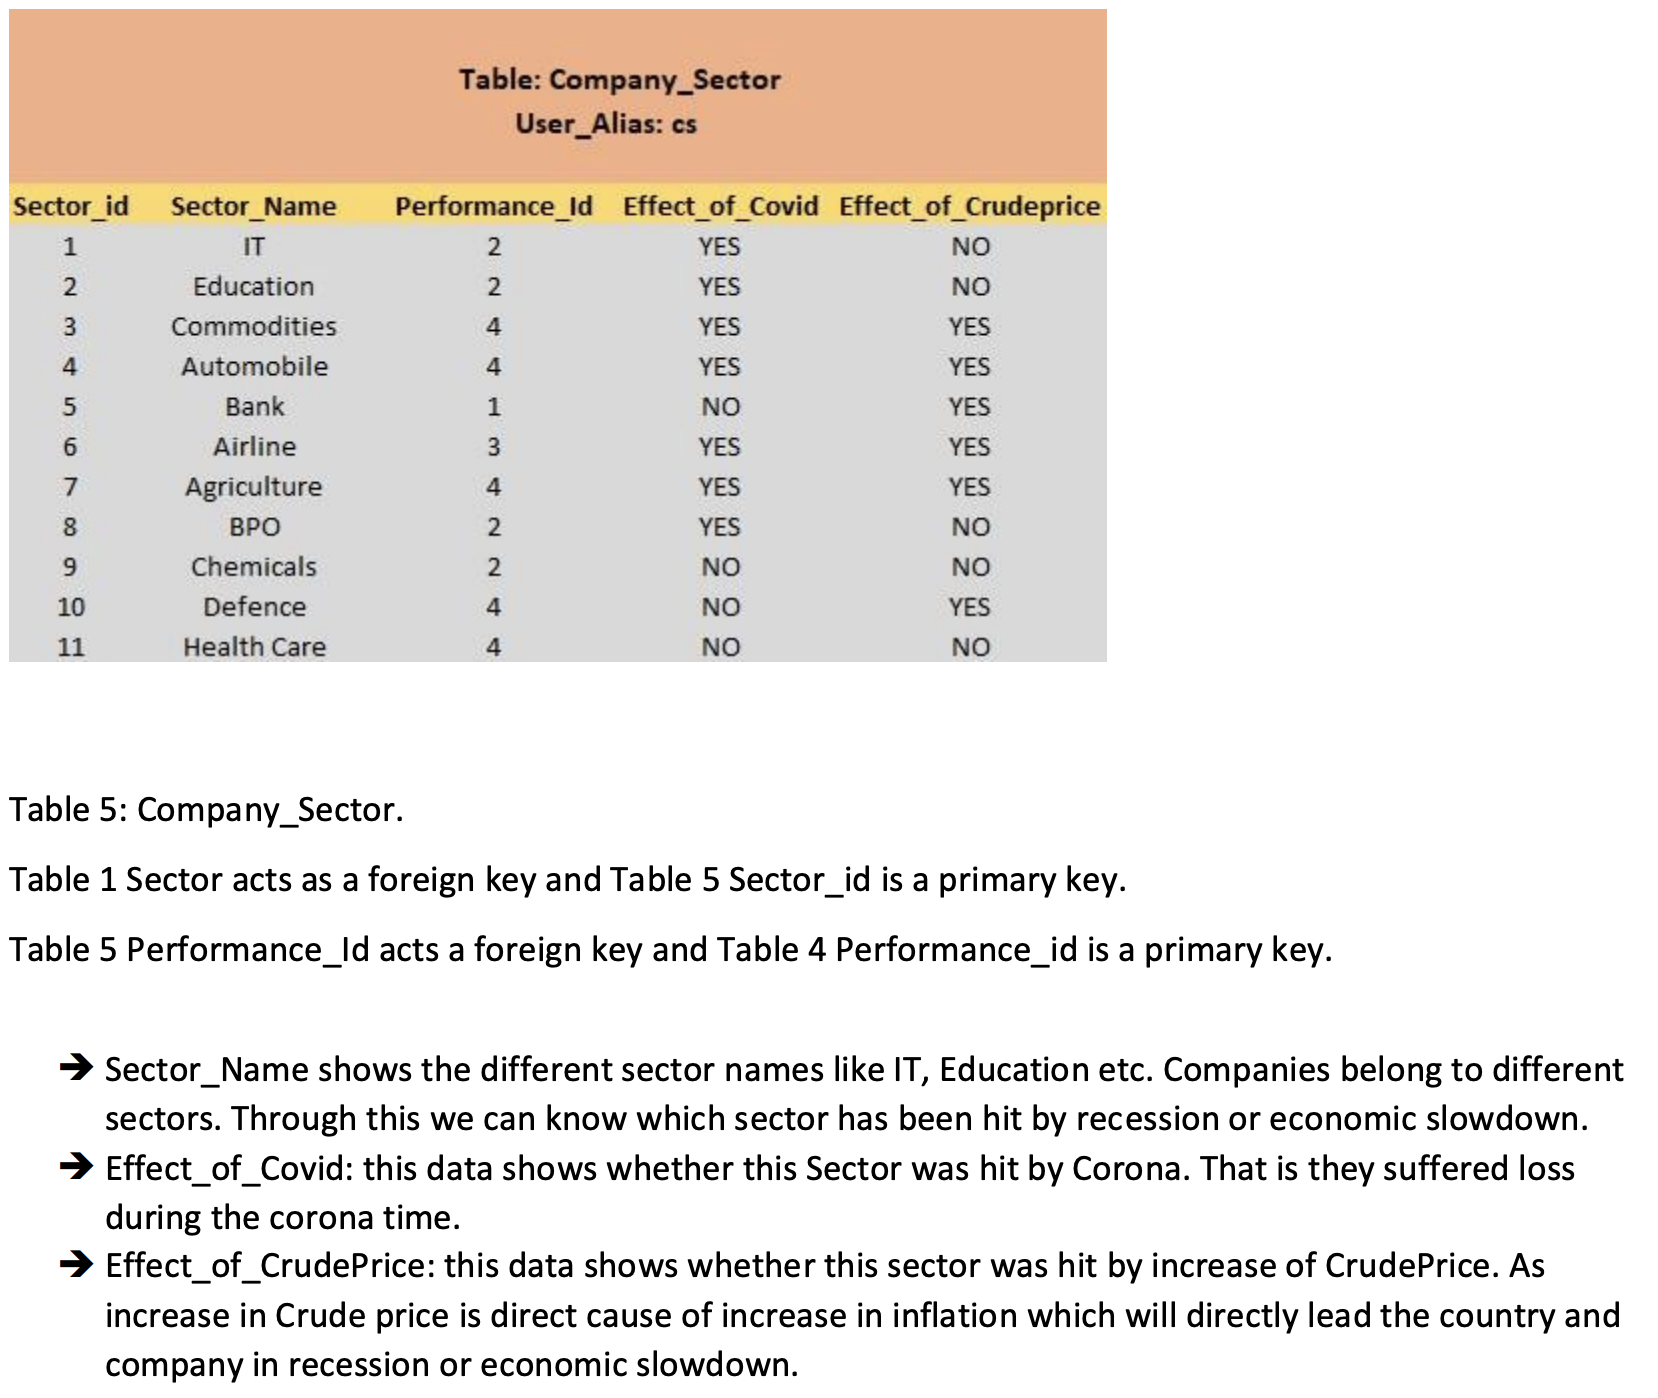 Table: Company_Sector
User_Alias: cs
Sector_id Sector_Name Performance_Id Effect_of_Covid Effect_of_Crudeprice
1 IT 2 YES NO
2 Education 2 YES NO
3 Commodities 4 YES YES
4 Automobile 4 YES YES
5 Bank 1 NO YES
6 Airline 3 YES YES
7 Agriculture 4 YES YES
8 BPO 2 YES NO
9 Chemicals 2 NO NO
10 Defence 4 NO YES
11 Health Care 4 NO NO
Table 5: Company_Sector.
Table 1 Sector acts as a foreign key and Table 5 Sector_id is a primary key.
Table 5 Performance_Id acts a foreign key and Table 4 Performance_id is a primary key.
➔ Sector_Name shows the different sector names like IT, Education etc. Companies belong to different
sectors. Through this we can know which sector has been hit by recession or economic slowdown.
➔ Effect_of_Covid: this data shows whether this Sector was hit by Corona. That is they suffered loss
during the corona time.
➔ Effect_of_CrudePrice: this data shows whether this sector was hit by increase of CrudePrice. As
increase in Crude price is direct cause of increase in inflation which will directly lead the country and
company in recession or economic slowdown.